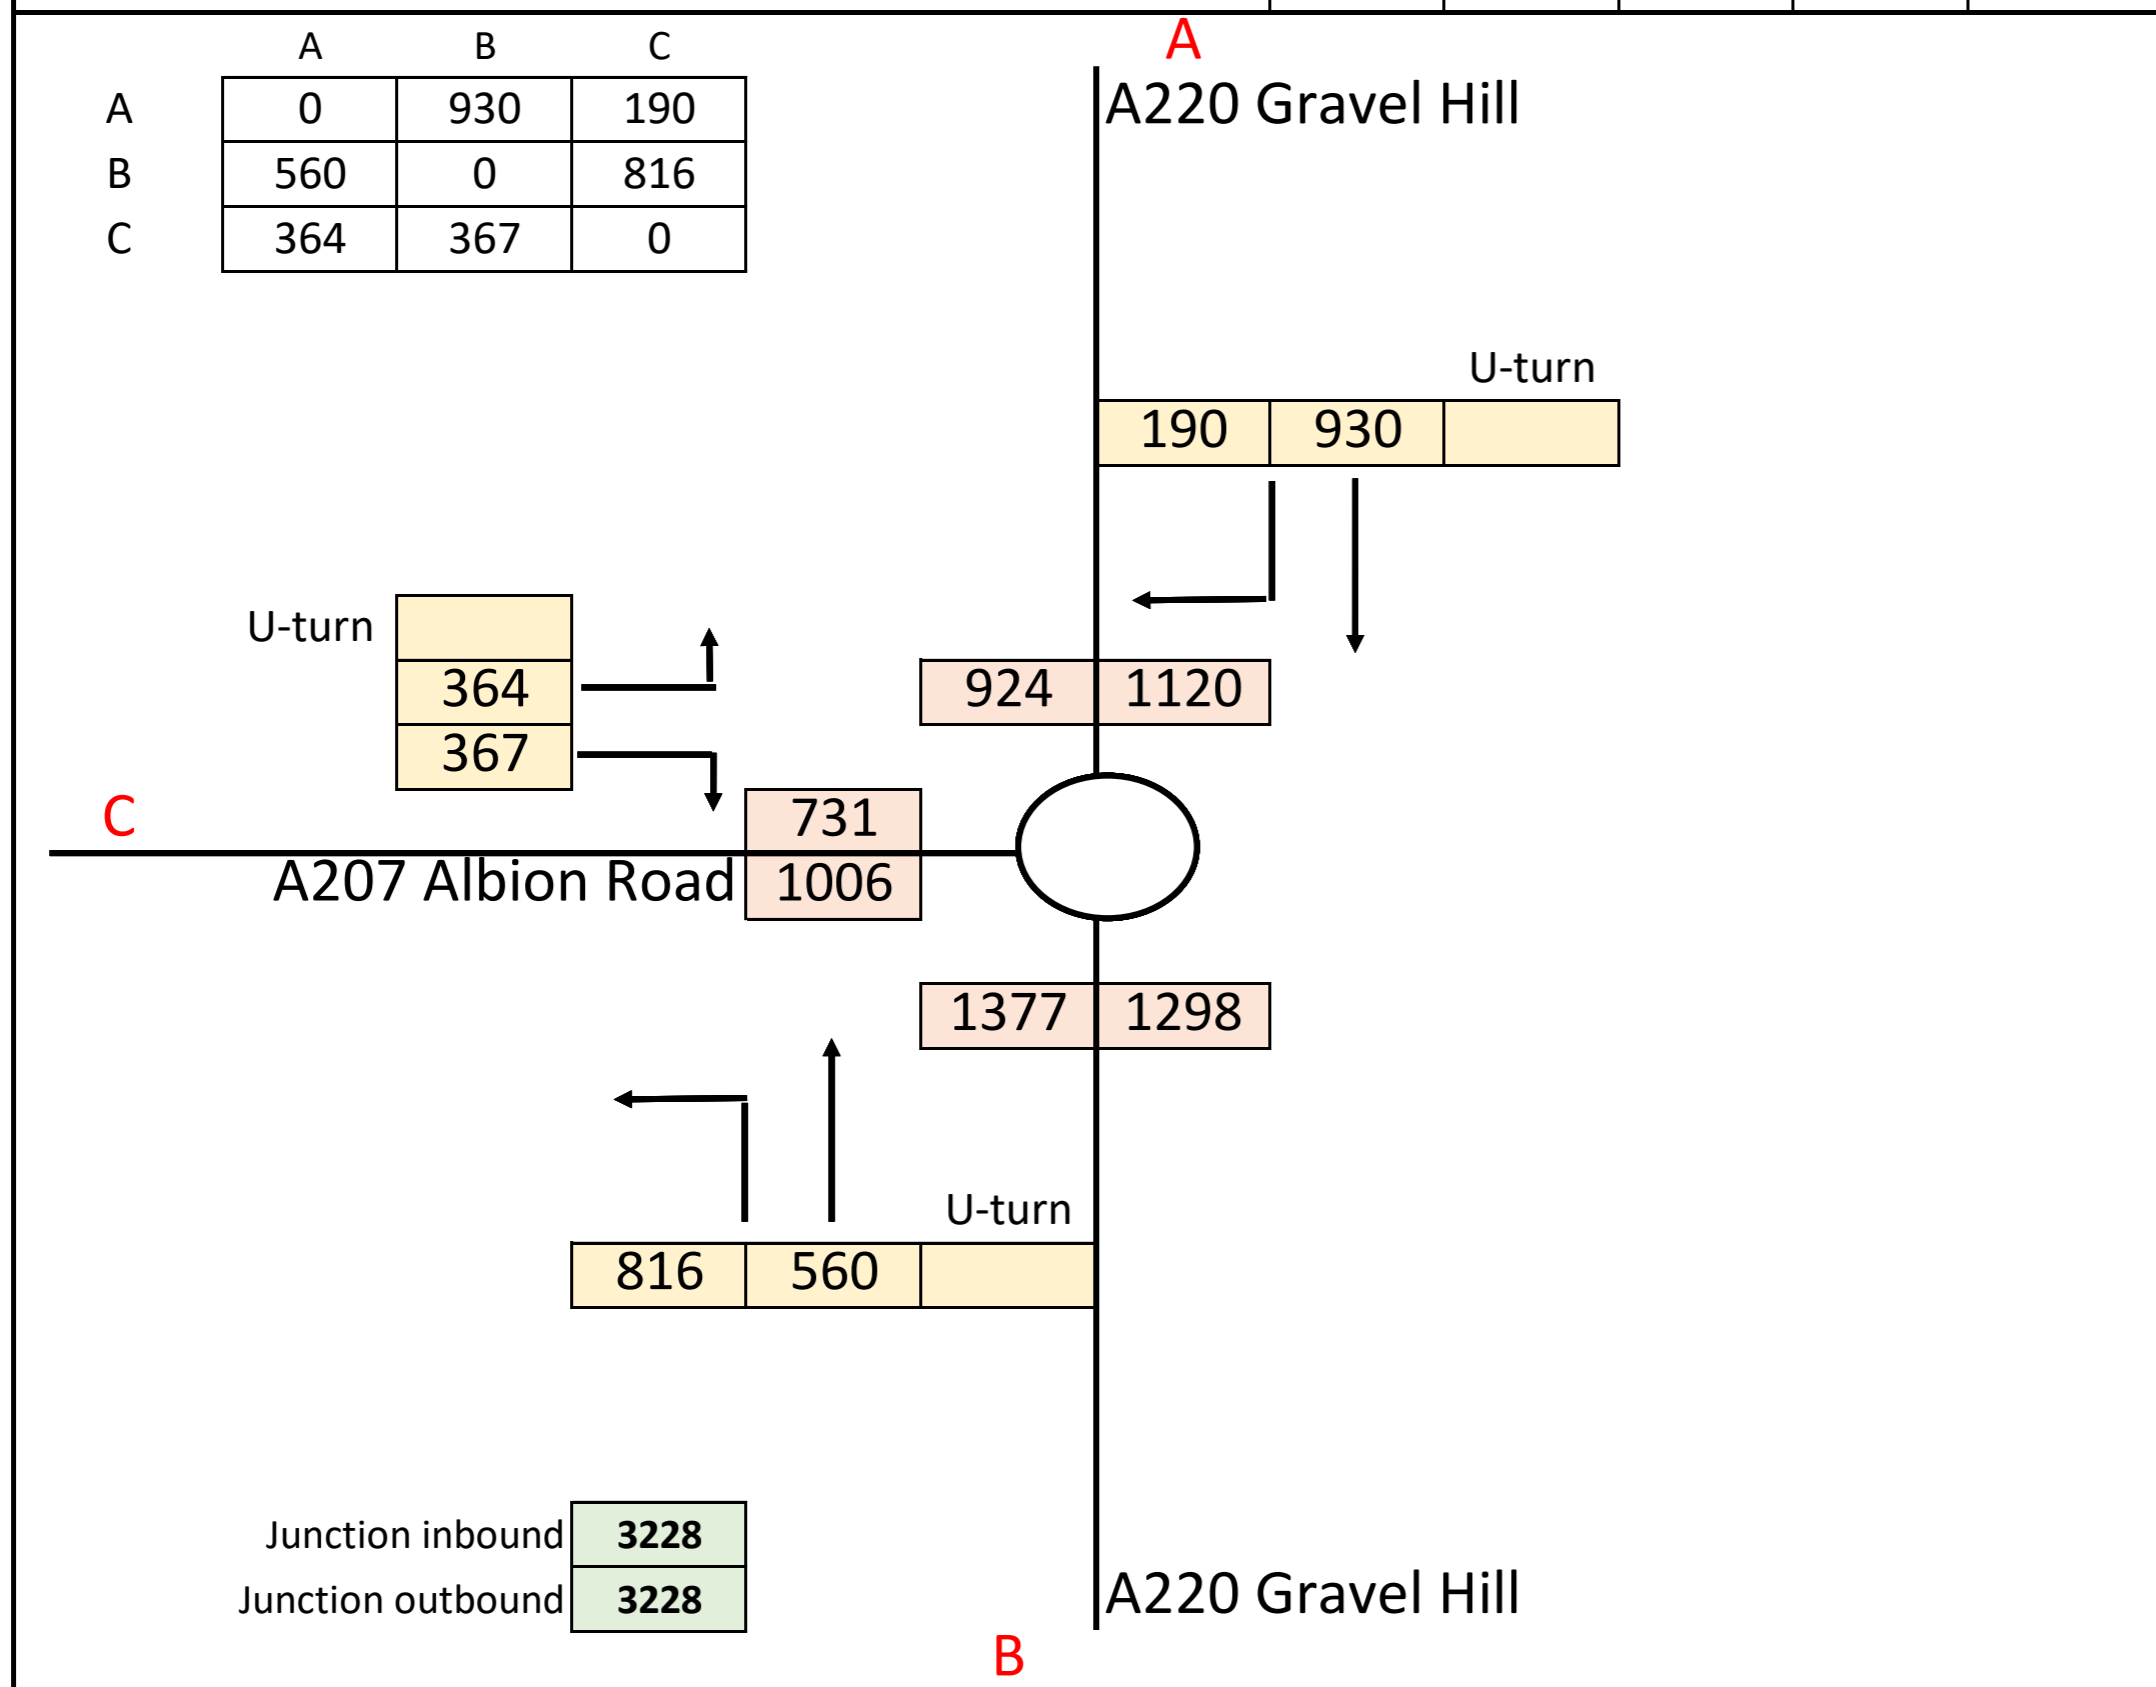 A
A B C
A 0 930 190
A220 Gravel Hill
B 560 0 816
C 364 367 0
U-turn
190 930
U-turn
364
924 1120
367
C
731
A207 Albion Road 1006
1377 1298
U-turn
816 560
Junction inbound 3228
Junction outbound 3228
A220 Gravel Hill
B